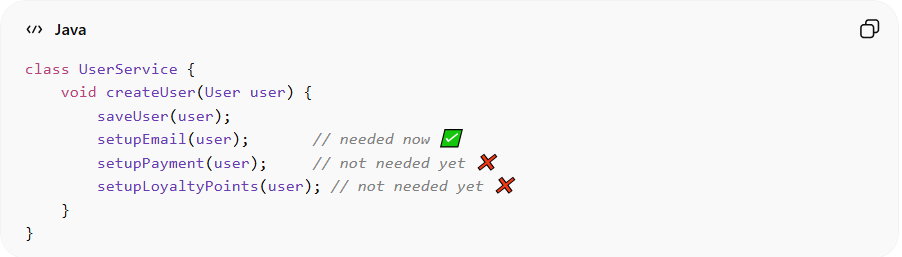 </> Java
class UserService {
    void createUser(User user) {
        saveUser(user);
        setupEmail(user);       // needed now ✅
        setupPayment(user);     // not needed yet ❌
        setupLoyaltyPoints(user); // not needed yet ❌
    }
}